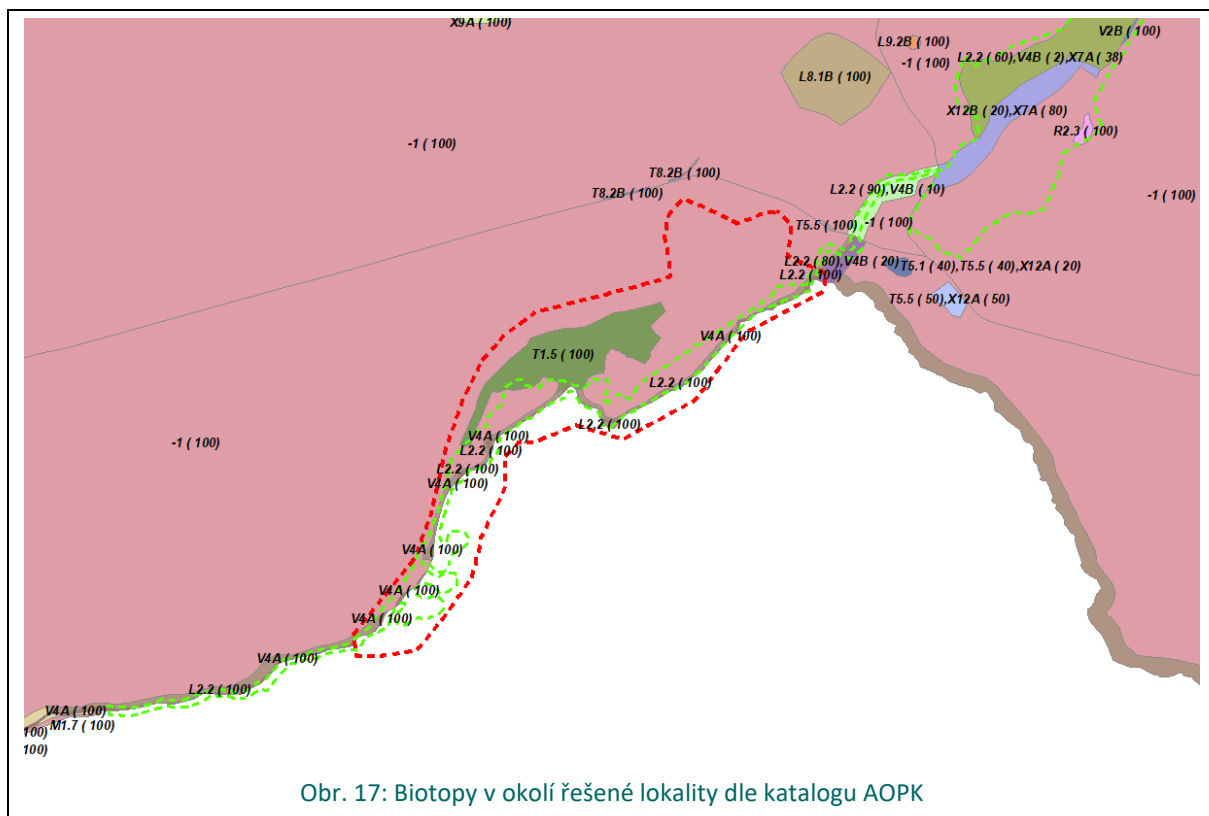 X9A ( 100)
V2B ( 100)
L9.2B ( 100)
L2.2 ( 60),V4B ( 2),X7A ( 38)
-1 ( 100)
L8.1B ( 100)
X12B ( 20),X7A ( 80)
R2.3 ( 100)
-1 ( 100)
T8.2B ( 100)
T8.2B ( 100)
L2.2 ( 90),V4B ( 10)
-1 ( 100)
T5.5 ( 100)
-1 ( 100)
L2.2 ( 80),V4B ( 20)
T5.1 ( 40),T5.5 ( 40),X12A ( 20)
L2.2 ( 100)
T5.5 ( 50),X12A ( 50)
V4A ( 100)
T1.5 ( 100)
L2.2 ( 100)
L2.2 ( 100)
V4A ( 100)
-1 ( 100)
L2.2 ( 100)
L2.2 ( 100)
V4A ( 100)
V4A ( 100)
V4A ( 100)
V4A ( 100)
V4A ( 100)
L2.2 ( 100)
V4A ( 100)
M1.7 ( 100)
100)
100)
Obr. 17: Biotopy v okolí řešené lokality dle katalogu AOPK